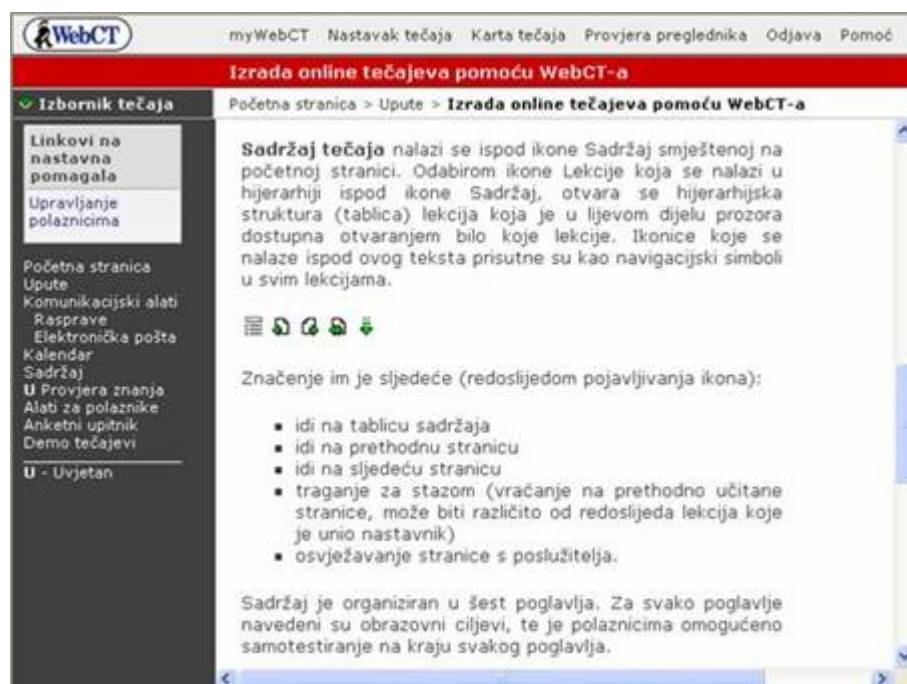 WebCT
myWebCT Nastavak tečaja Karta tečaja Provjera preglednika Odjava Pomoć
Izrada online tečajeva pomoću WebCT-a
Izbornik tečaja
Početna stranica > Upute > Izrada online tečajeva pomoću WebCT-a
Linkovi na
nastavna
pomagala
Upravljanje
polaznicima
Početna stranica
Upute
Komunikacijski alati
Rasprave
Elektronička pošta
Kalendar
Sadržaj
U Provjera znanja
Alati za polaznike
Anketni upitnik
Demo tečajevi
U - Uvjetan
Sadržaj tečaja nalazi se ispod ikone Sadržaj smještenoj na
početnoj stranici. Odabirom ikone Lekcije koja se nalazi u
hijerarhiji ispod ikone Sadržaj, otvara se hijerarhijska
struktura (tablica) lekcija koja je u lijevom dijelu prozora
dostupna otvaranjem bilo koje lekcije. Ikonice koje se
nalaze ispod ovog teksta prisutne su kao navigacijski simboli
u svim lekcijama.
Značenje im je sljedeće (redoslijedom pojavljivanja ikona):
▪ idi na tablicu sadržaja
▪ idi na prethodnu stranicu
▪ idi na sljedeću stranicu
▪ traganje za stazom (vraćanje na prethodno učitane
stranice, može biti različito od redoslijeda lekcija koje
je unio nastavnik)
▪ osvježavanje stranice s poslužitelja.
Sadržaj je organiziran u šest poglavlja. Za svako poglavlje
navedeni su obrazovni ciljevi, te je polaznicima omogućeno
samotestiranje na kraju svakog poglavlja.